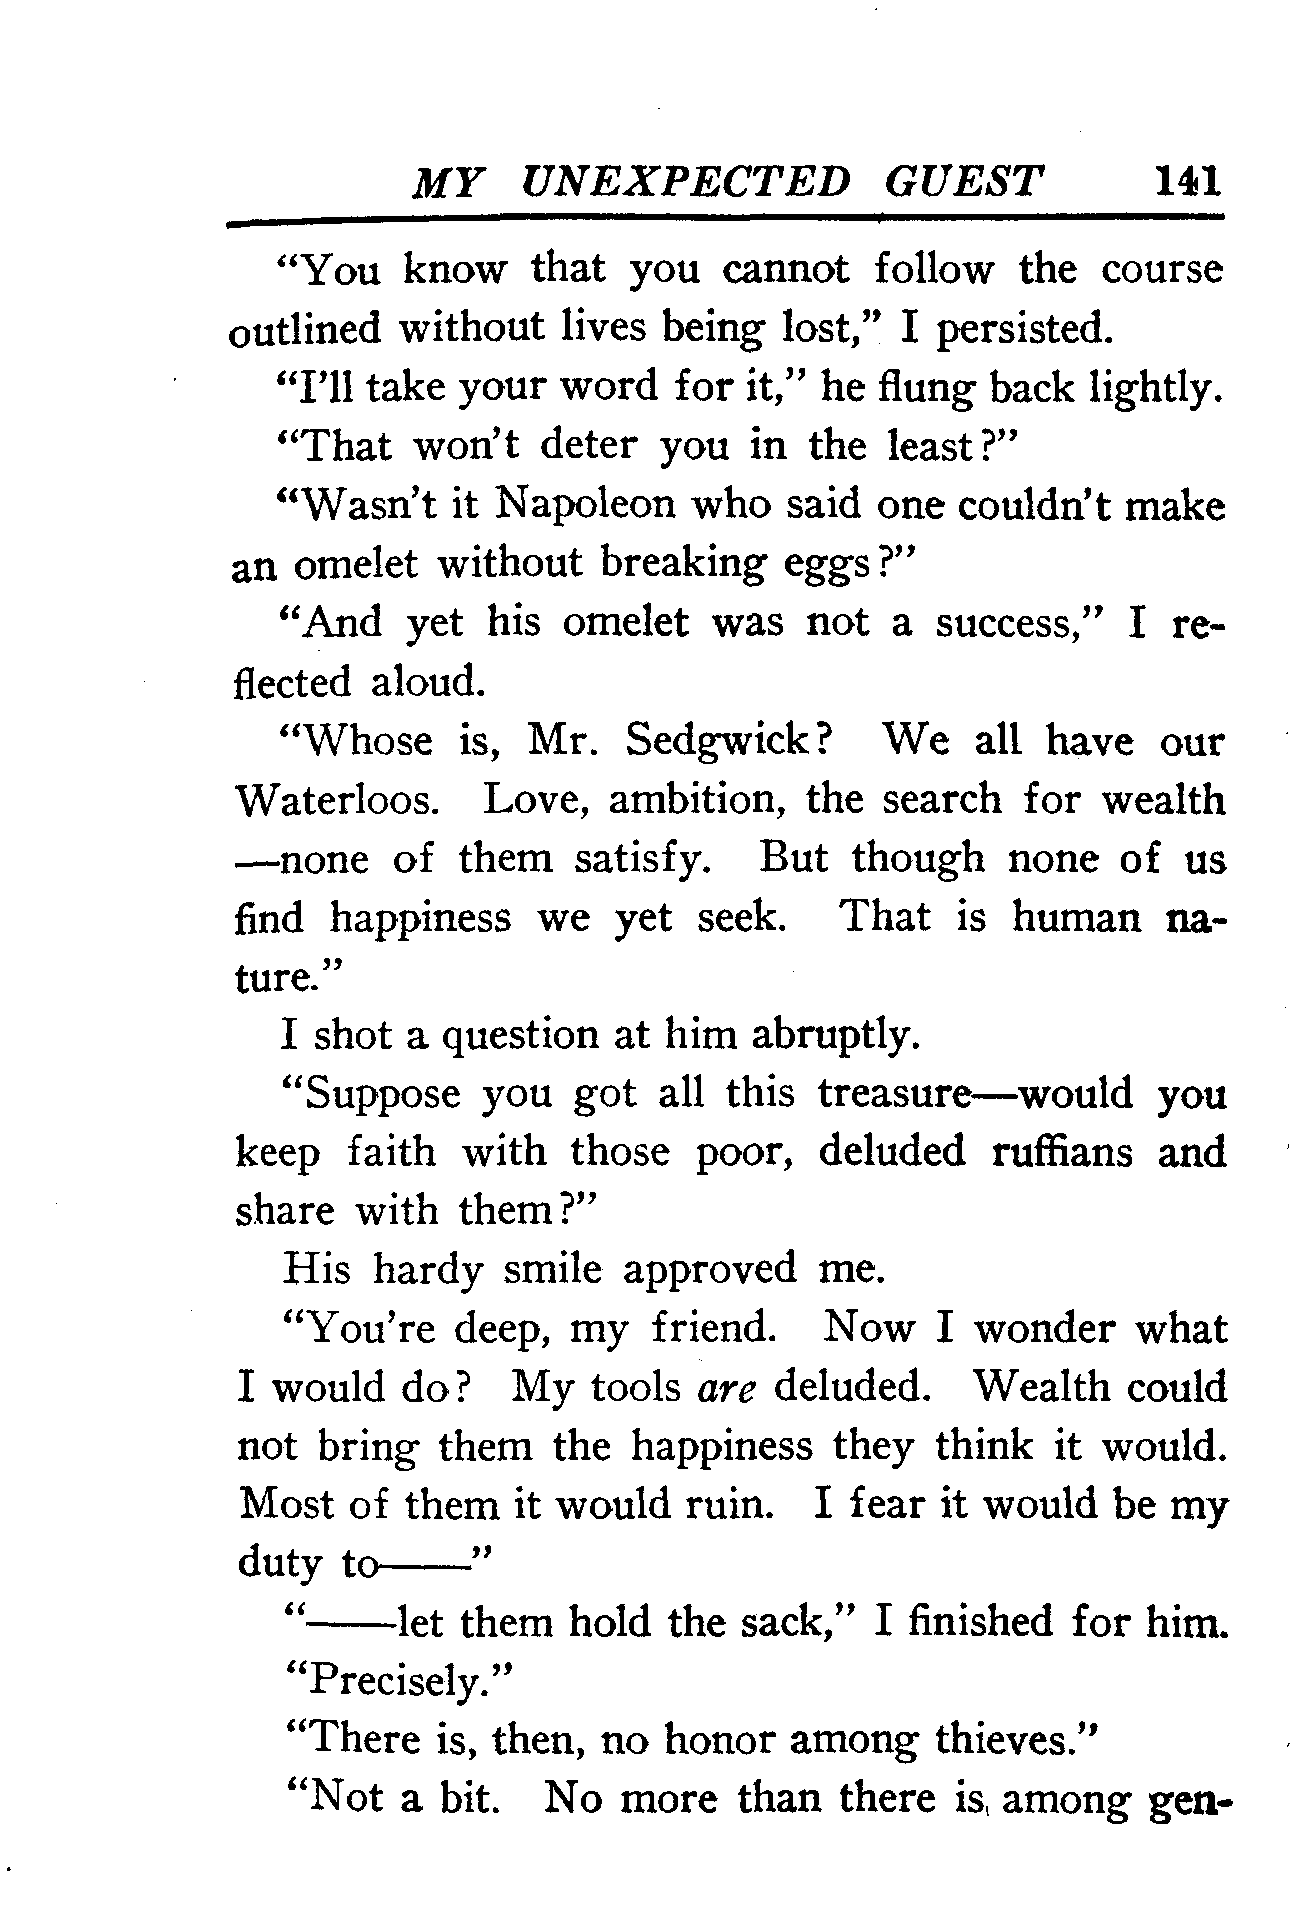 MY UNEXPECTED GUEST 141
“You know that you cannot follow the course
outlined without lives being lost,” I persisted.
“I’ll take your word for it,” he flung back lightly.
“That won’t deter you in the least?”
“Wasn’t it Napoleon who said one couldn’t make
an omelet without breaking eggs?”
“And yet his omelet was not a success,” I re-
flected aloud.
“Whose is, Mr. Sedgwick? We all have our
Waterloos. Love, ambition, the search for wealth
—none of them satisfy. But though none of us
find happiness we yet seek. That is human na-
ture.”
I shot a question at him abruptly.
“Suppose you got all this treasure—would you
keep faith with those poor, deluded ruffians and
share with them?”
His hardy smile approved me.
“You’re deep, my friend. Now I wonder what
I would do? My tools are deluded. Wealth could
not bring them the happiness they think it would.
Most of them it would ruin. I fear it would be my
duty to——”
“——let them hold the sack,” I finished for him.
“Precisely.”
“There is, then, no honor among thieves.”
“Not a bit. No more than there is among gen-